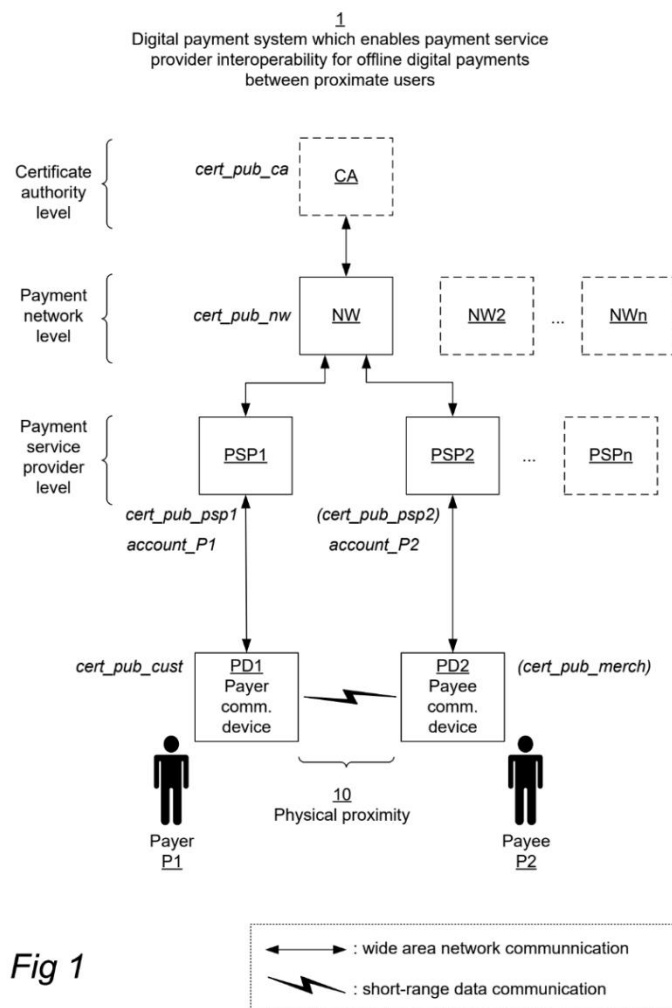 1
Digital payment system which enables payment service
provider interoperability for offline digital payments
between proximate users
Certificate
authority
level
cert_pub_ca
CA
Payment
network
level
cert_pub_nw
NW
NW2
...
NWn
Payment
service
provider
level
PSP1
PSP2
...
PSPn
cert_pub_psp1
(cert_pub_psp2)
account_P1
account_P2
cert_pub_cust
PD1
Payer
comm.
device
PD2
Payee
comm.
device
(cert_pub_merch)
10
Physical proximity
Payer
P1
Payee
P2
Fig 1
: wide area network communnication
: short-range data communication